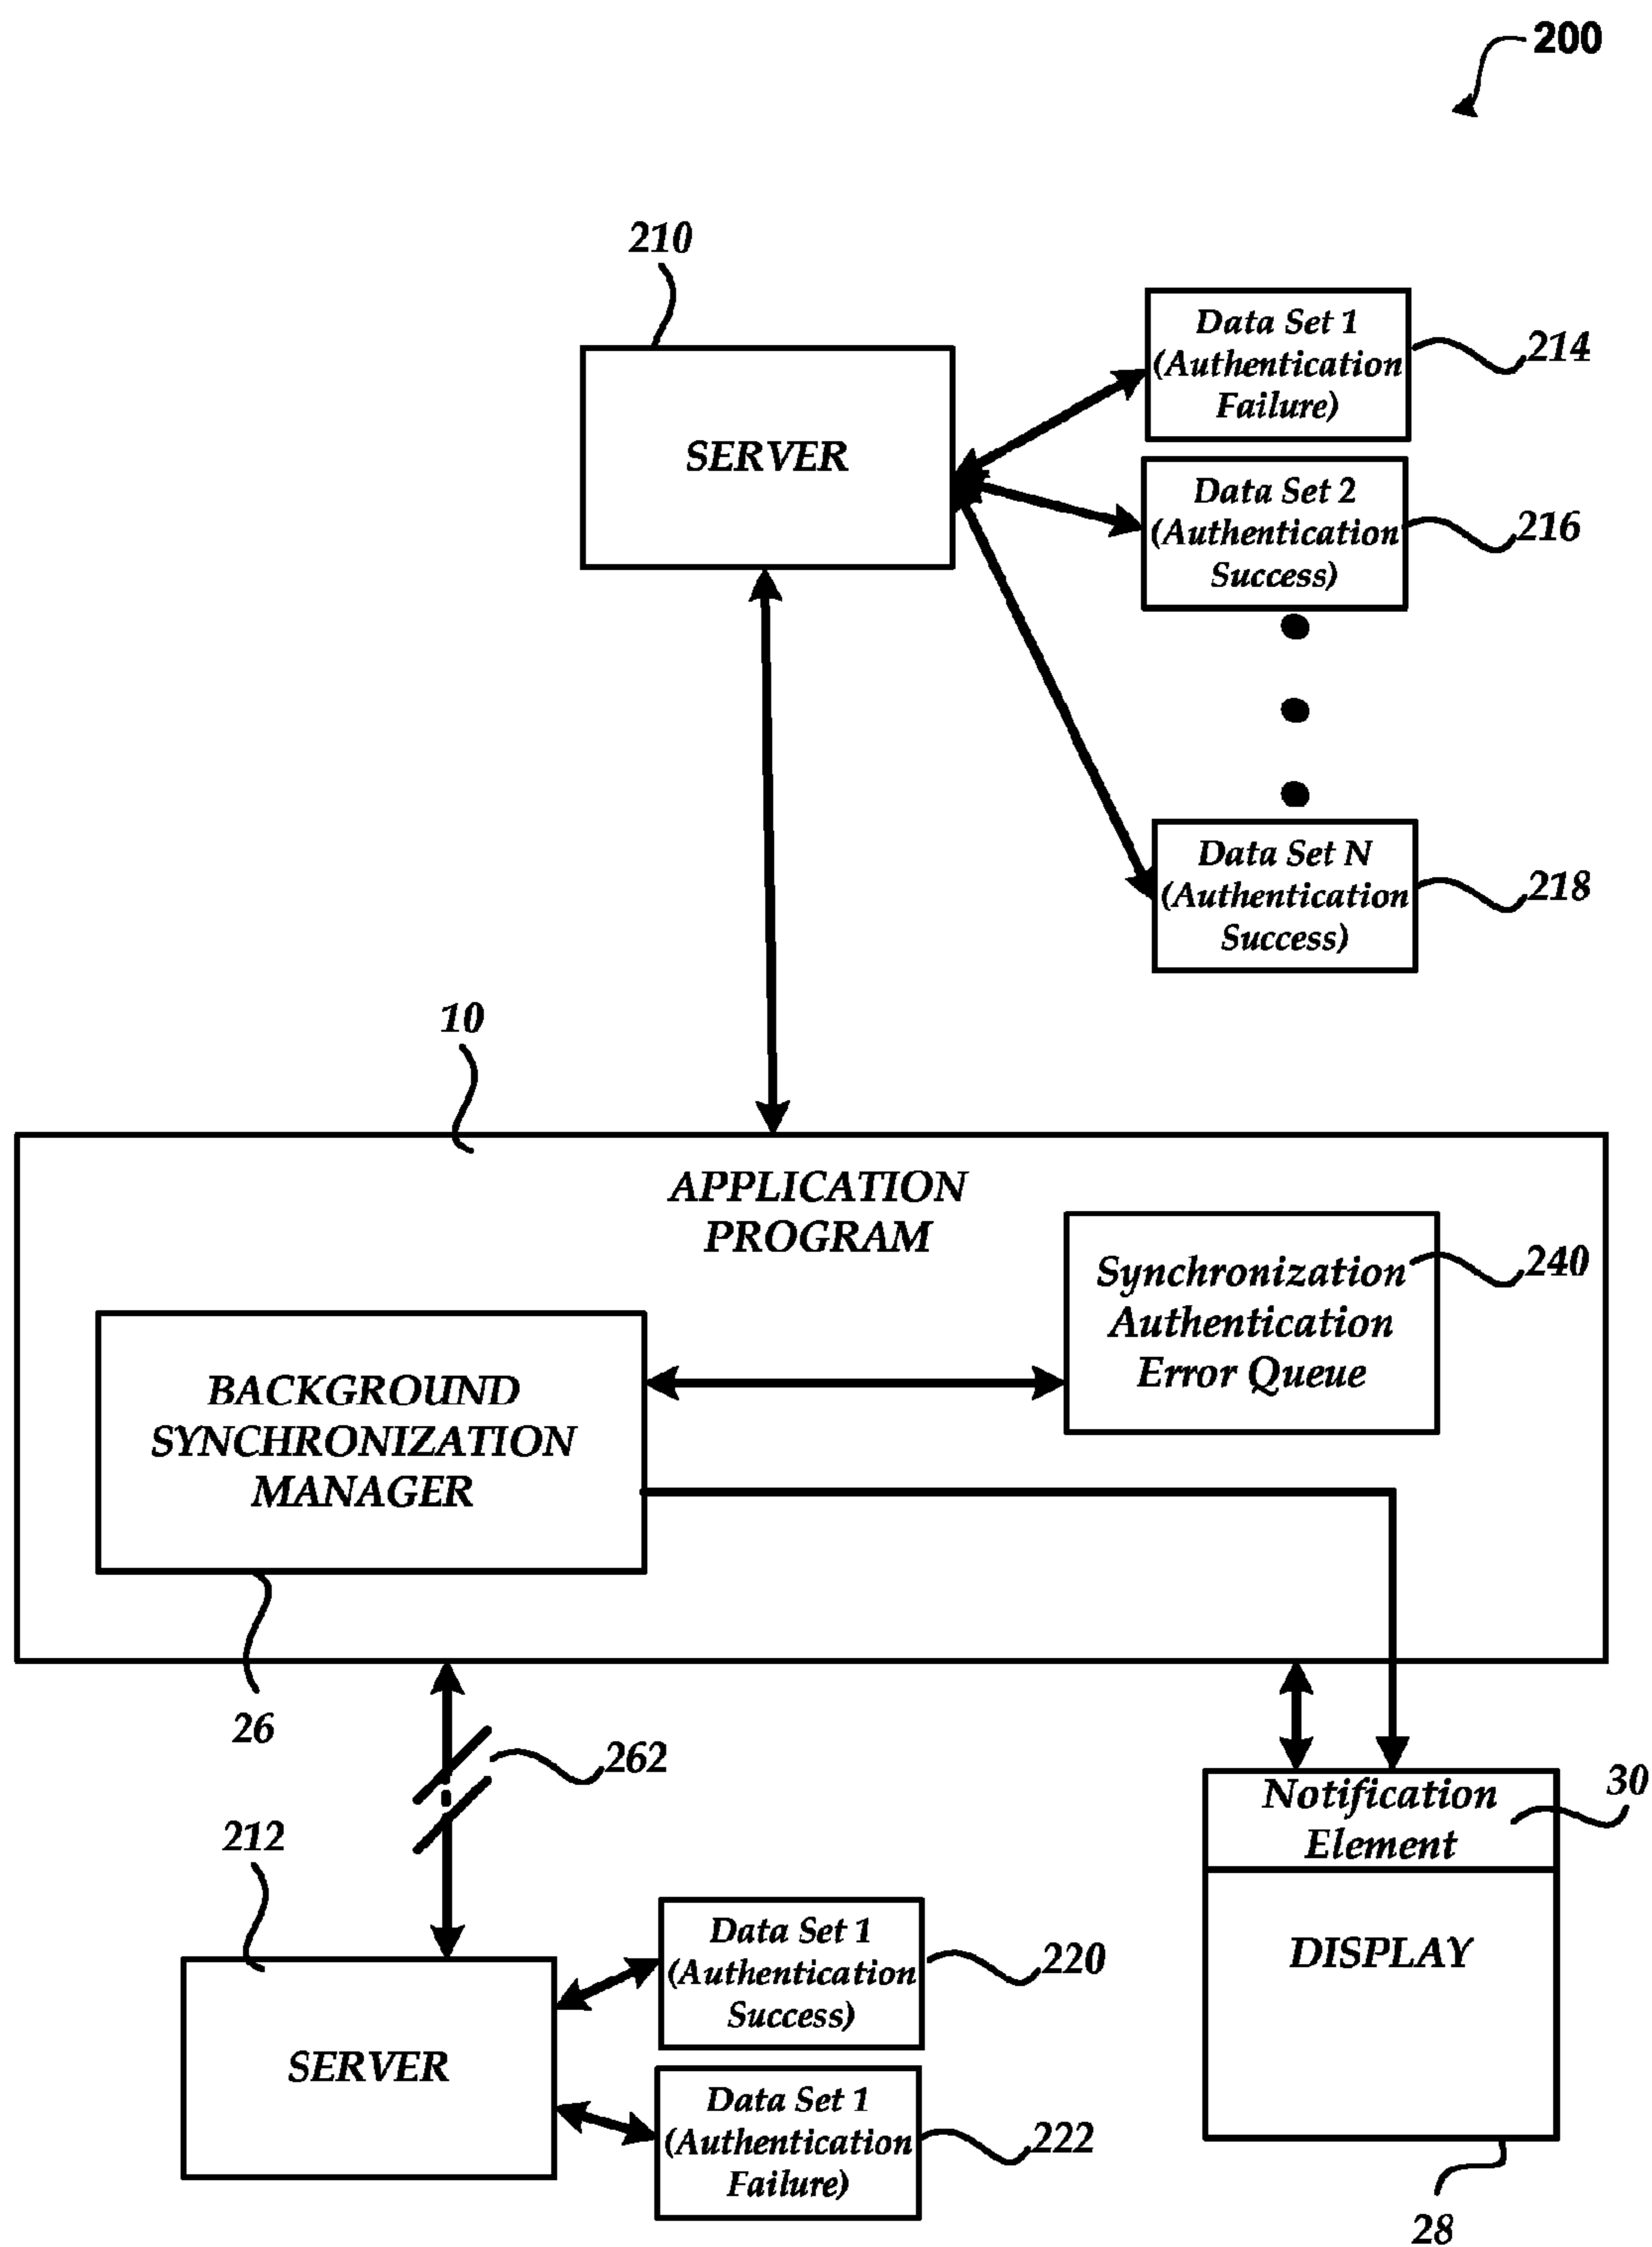 200
210
Data Set 1
(Authentication
Failure)
214
SERVER
Data Set 2
(Authentication
Success)
216
Data Set N
(Authentication
Success)
218
10
APPLICATION
PROGRAM
Synchronization
Authentication
Error Queue
240
BACKGROUND
SYNCHRONIZATION
MANAGER
26
262
Notification
Element
30
212
DISPLAY
Data Set 1
(Authentication
Success)
220
SERVER
Data Set 1
(Authentication
Failure)
222
28